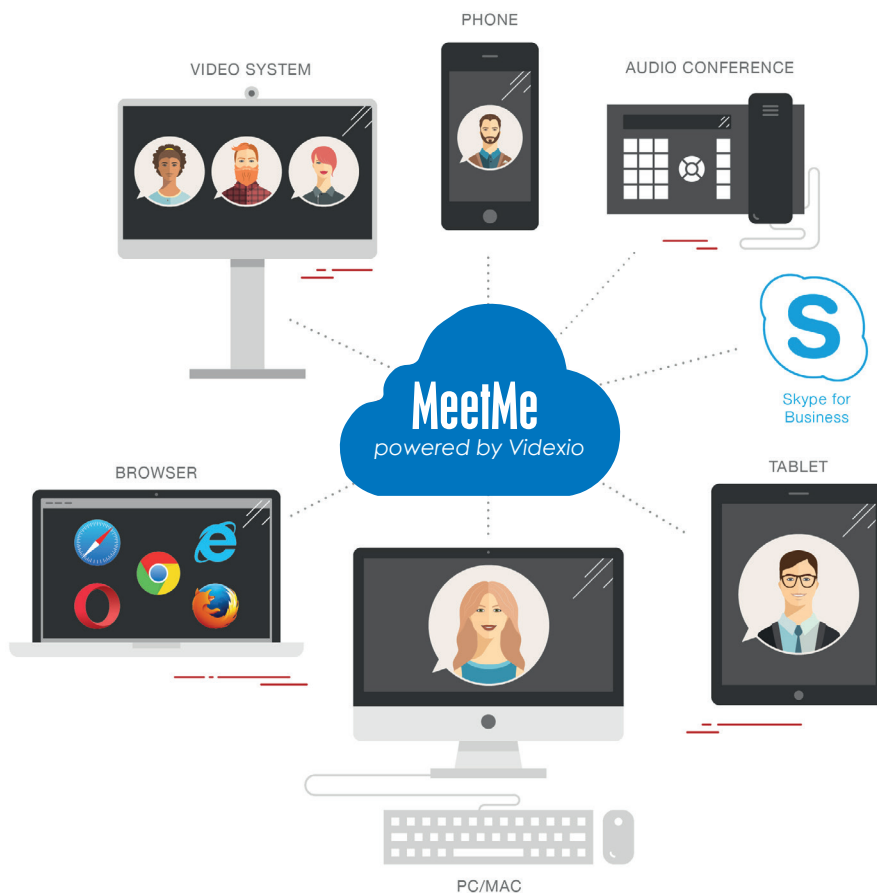 PHONE
VIDEO SYSTEM
AUDIO CONFERENCE
S
Skype for
Business
MeetMe
powered by Videxio
BROWSER
TABLET
PC/MAC